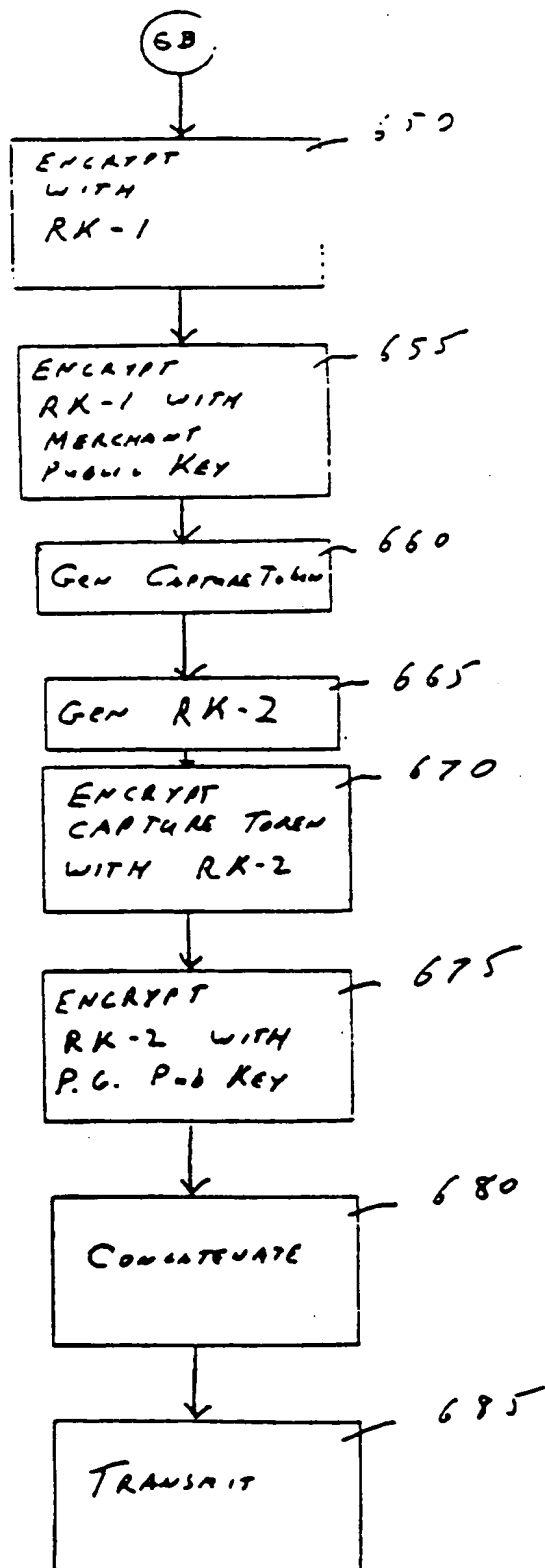 6B
650
ENCRYPT
WITH
RK-1
655
ENCRYPT
RK-1 WITH
MERCHANT
PUBLIC KEY
660
GEN CAPTURE TOKEN
665
GEN RK-2
670
ENCRYPT
CAPTURE TOKEN
WITH RK-2
675
ENCRYPT
RK-2 WITH
P.G. Pub KEY
680
CONCATENATE
685
TRANSMIT